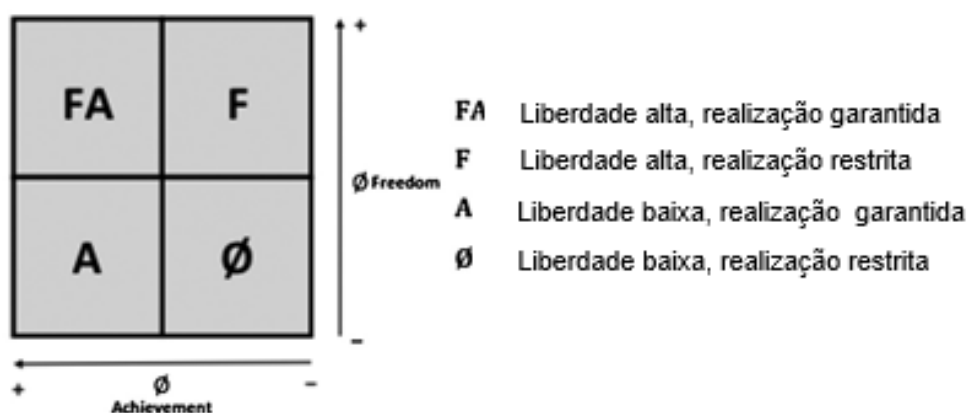 FA F
A Ø
+
Ø Freedom
−
+ Ø −
Achievement
FA Liberdade alta, realização garantida
F Liberdade alta, realização restrita
A Liberdade baixa, realização garantida
Ø Liberdade baixa, realização restrita